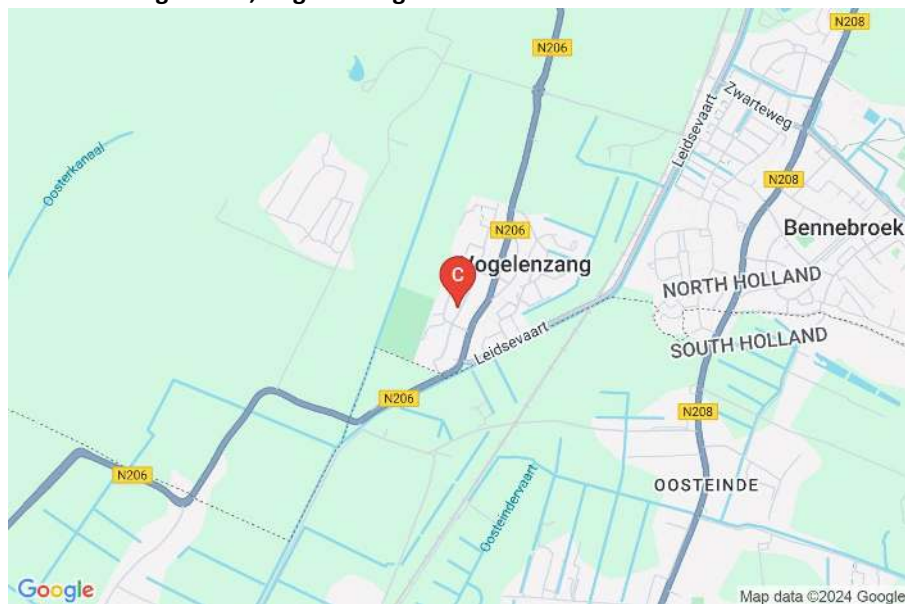 N206
N208
Zwarteweg
Leidsevaart
Oosterkanaal
N208
N206
Bennebroek
Vogelenzang
C
NORTH HOLLAND
SOUTH HOLLAND
Leidsevaart
N206
N208
N206
OOSTEINDE
Oosteindervaart
Google
Map data ©2024 Google